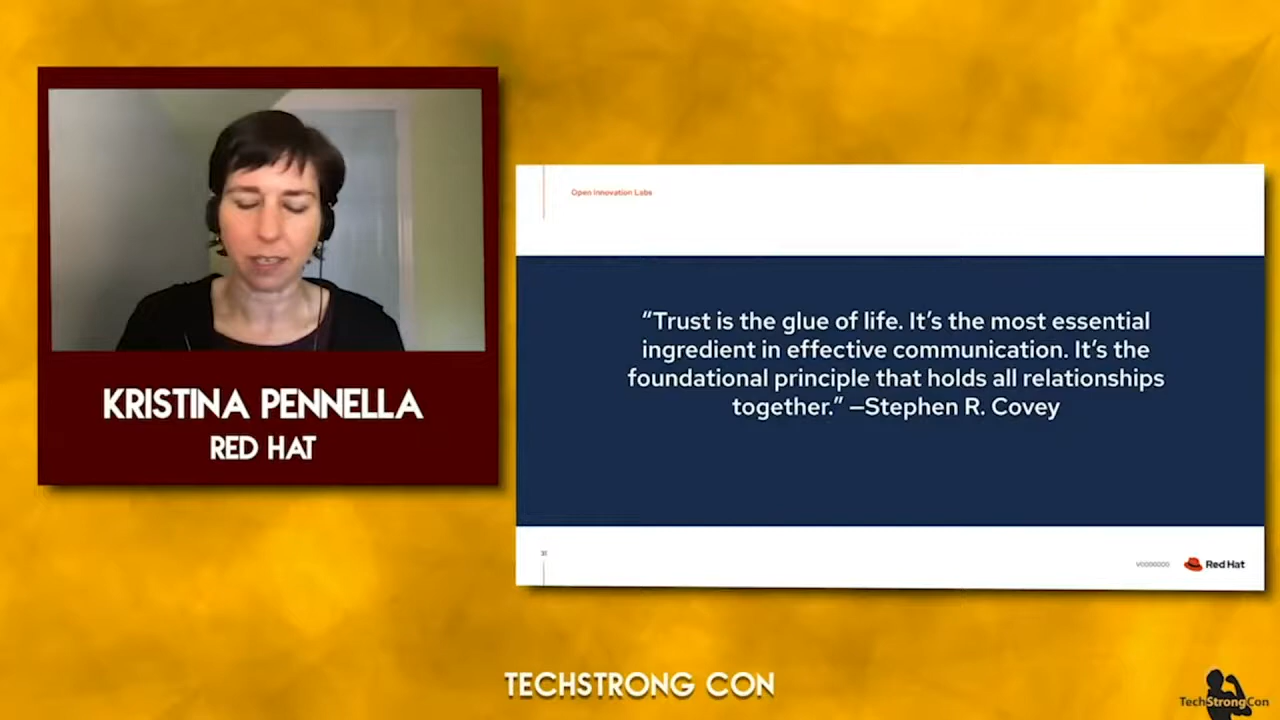 KRISTINA PENNELLA
RED HAT
Open Innovation Labs
“Trust is the glue of life. It’s the most essential
ingredient in effective communication. It’s the
foundational principle that holds all relationships
together.” —Stephen R. Covey
Red Hat
TECHSTRONG CON
TechStrongCon